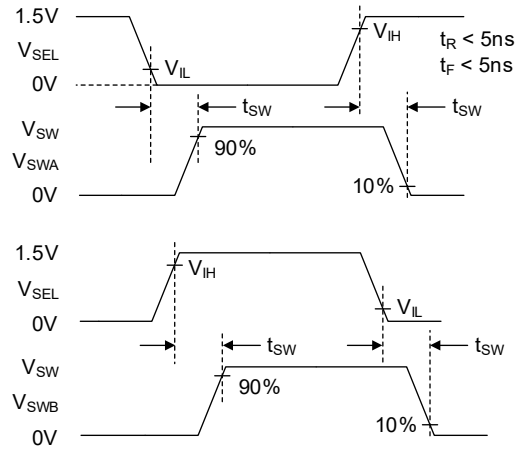 1.5V
V_IH
t_R < 5ns
V_SEL
V_IL
t_F < 5ns
0V
t_SW
t_SW
V_SW
90%
V_SWA
10%
0V
1.5V
V_IH
V_SEL
V_IL
0V
t_SW
t_SW
V_SW
90%
V_SWB
10%
0V